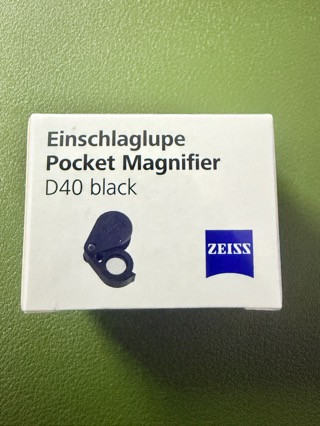 Einschlaglupe
Pocket Magnifier
D40 black
ZEISS